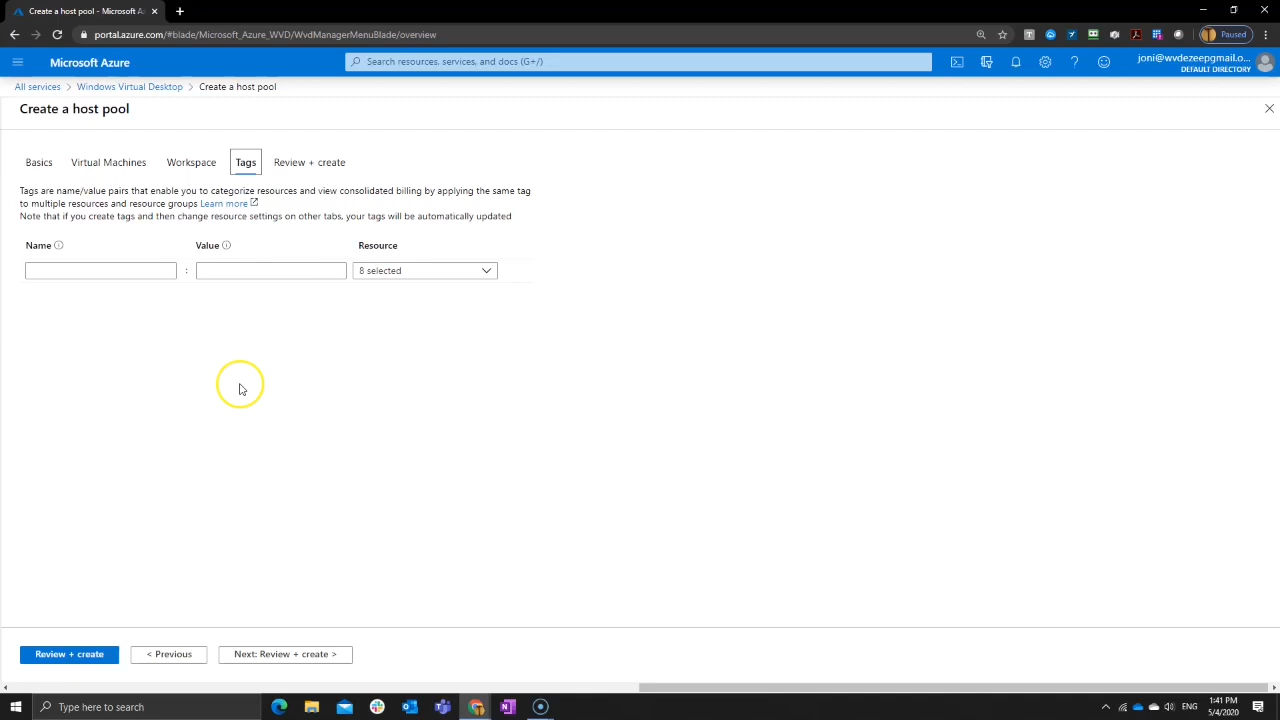 Create a host pool - Microsoft Az
portal.azure.com/#blade/Microsoft_Azure_WVD/WvdManagerMenuBlade/overview
Paused
Microsoft Azure
Search resources, services, and docs (G+/)
joni@wvdezeepgmail.o...
DEFAULT DIRECTORY
All services > Windows Virtual Desktop > Create a host pool
Create a host pool
Basics Virtual Machines Workspace Tags Review + create
Tags are name/value pairs that enable you to categorize resources and view consolidated billing by applying the same tag
to multiple resources and resource groups Learn more
Note that if you create tags and then change resource settings on other tabs, your tags will be automatically updated
Name Value Resource
: 8 selected
Review + create < Previous Next: Review + create >
Type here to search
ENG
1:41 PM
5/4/2020